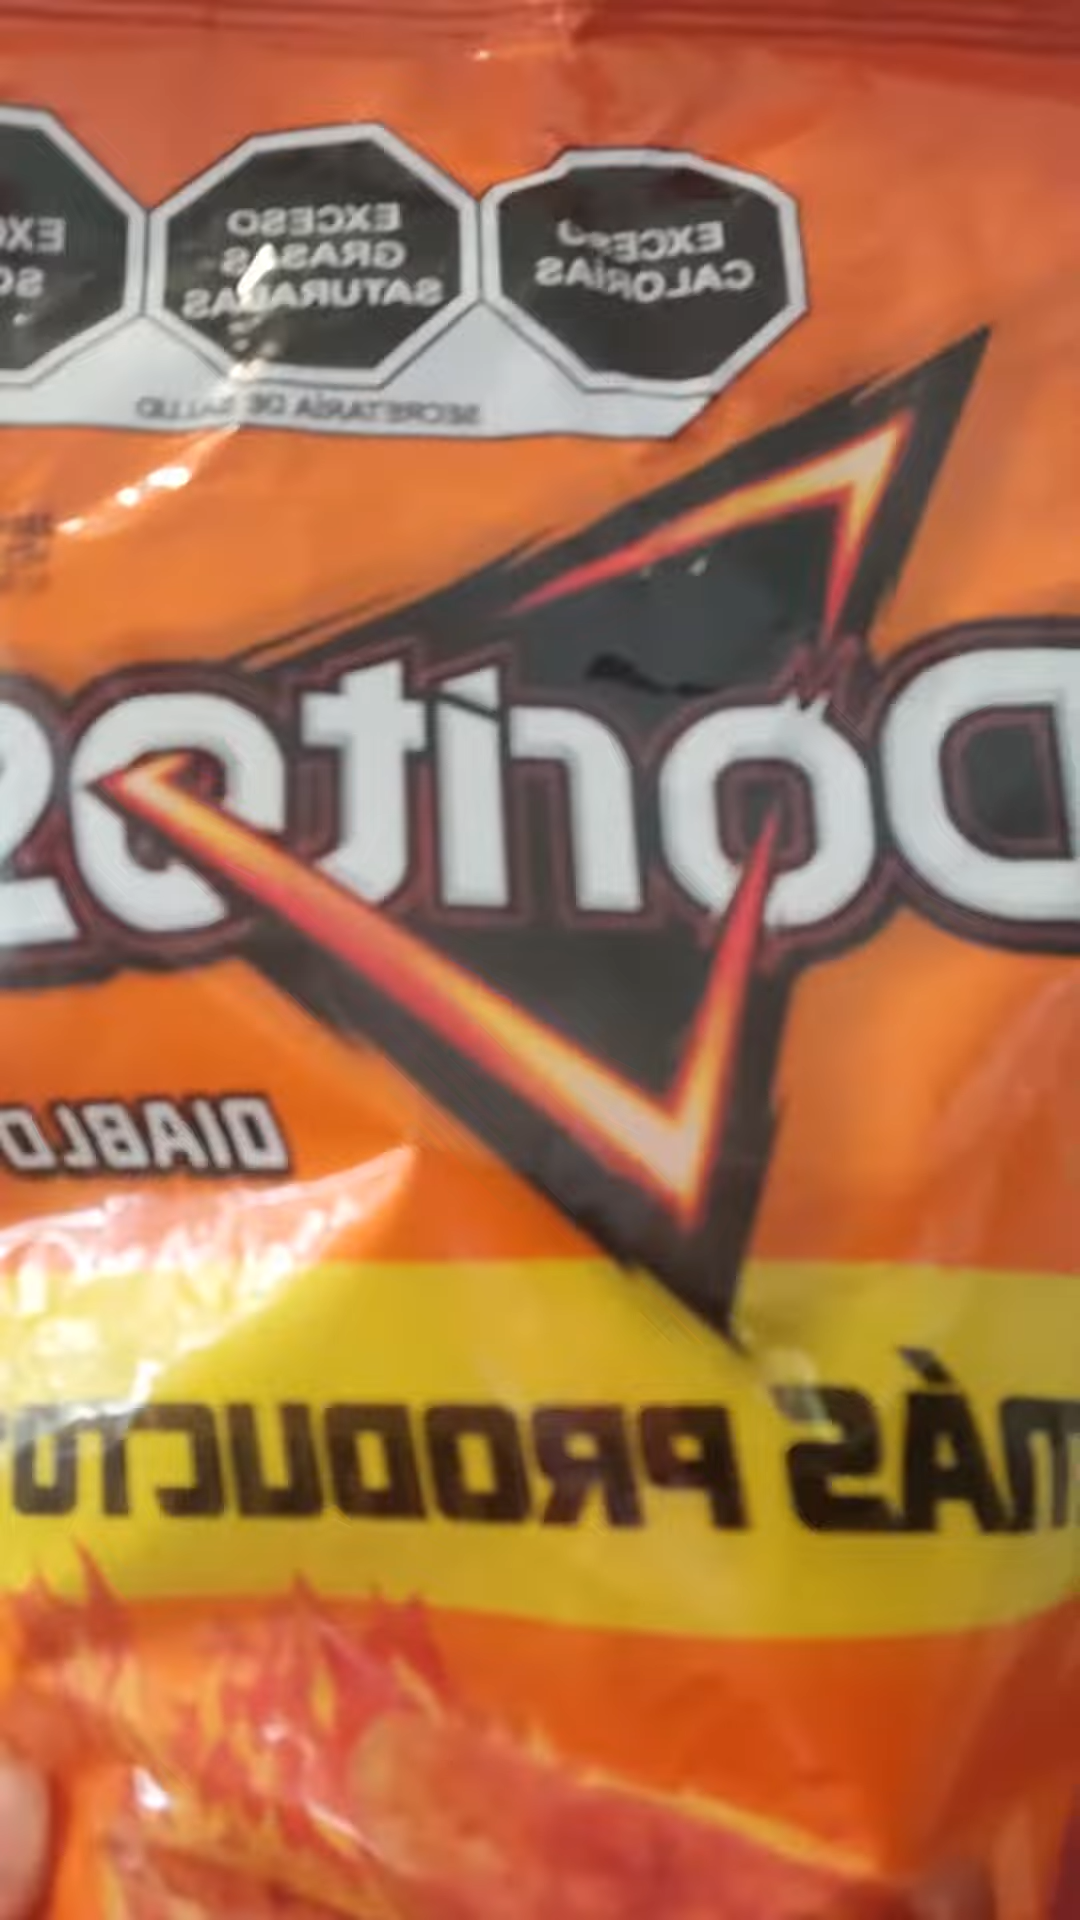 EXCESO
CALORÍAS
EXCESO
GRASAS
SATURADAS
SECRETARÍA DE SALUD
Doritos
DIABLO
MÁS PRODUCTO